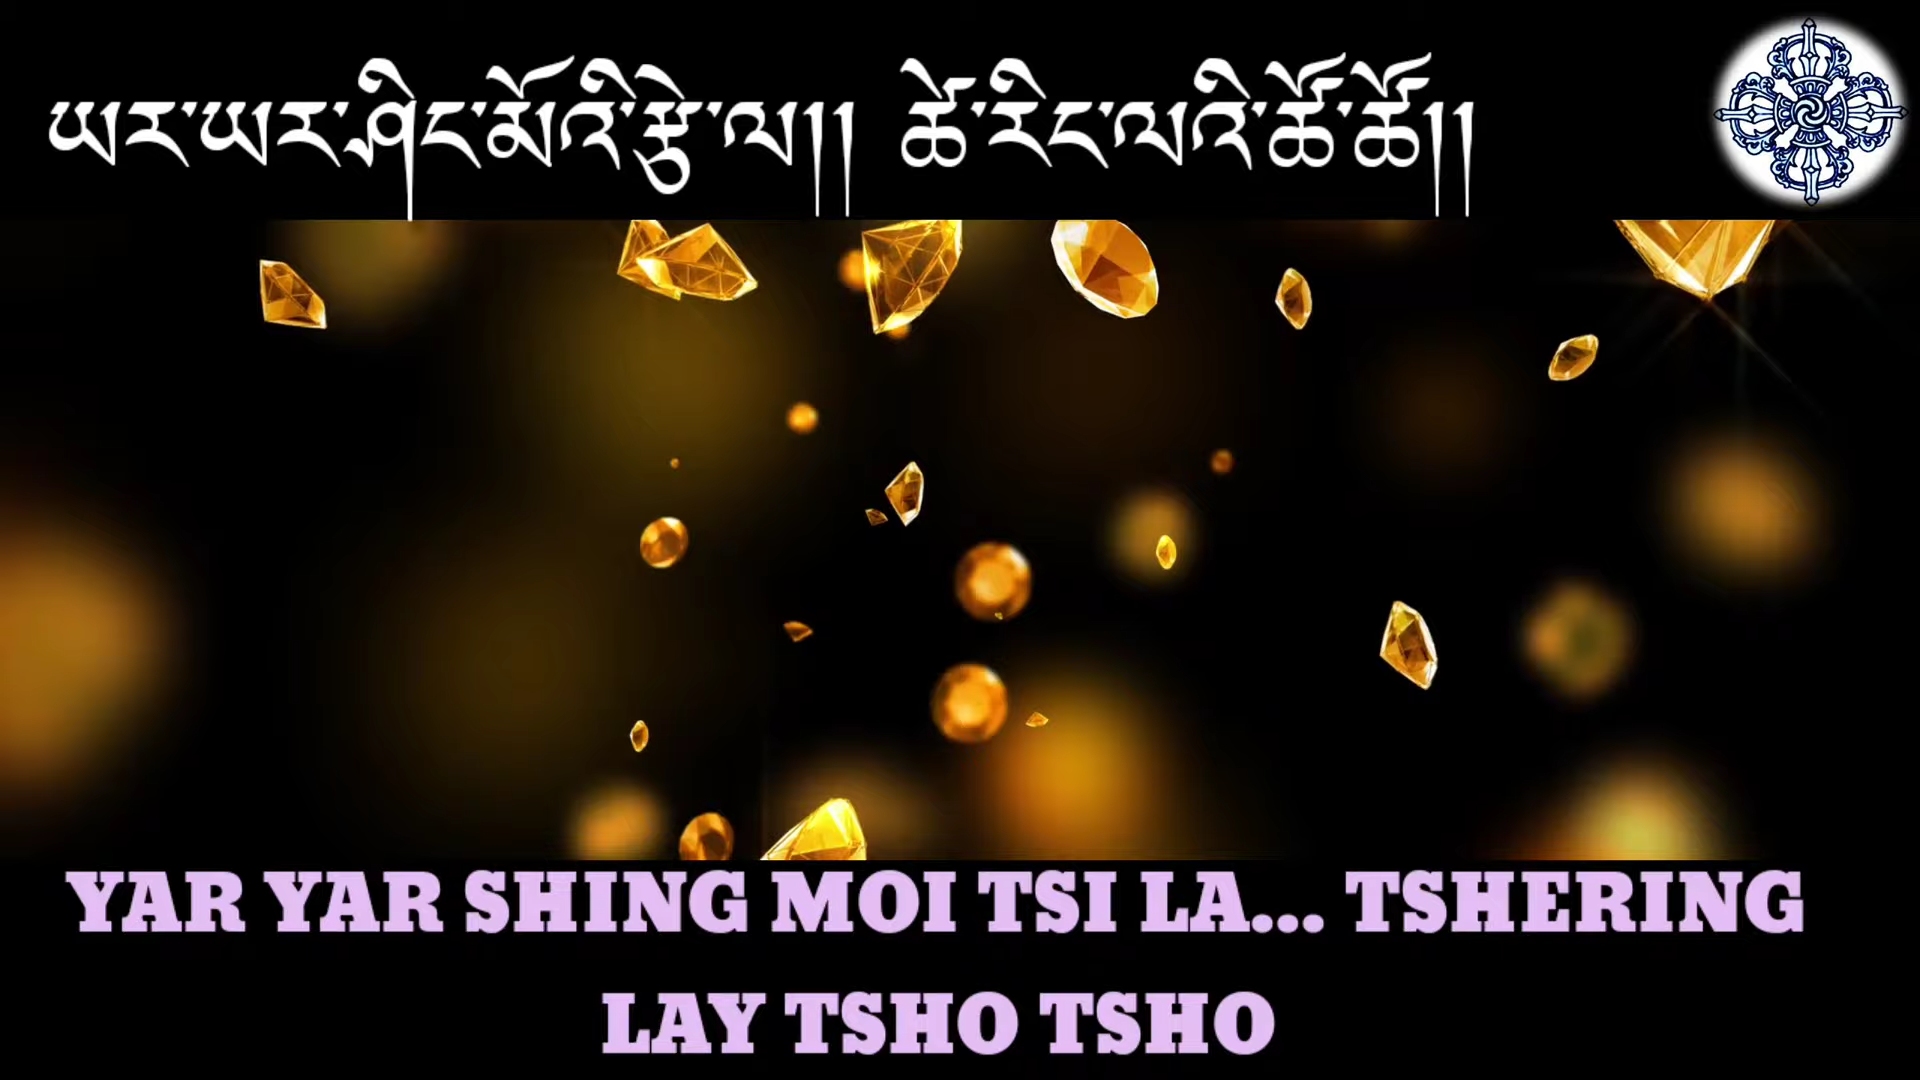 ཡར་ཡར་ཤིང་མོའི་རྩེ་ལ།། ཚེ་རིང་ལའི་ཚོ་ཚོ།།
YAR YAR SHING MOI TSI LA... TSHERING
LAY TSHO TSHO